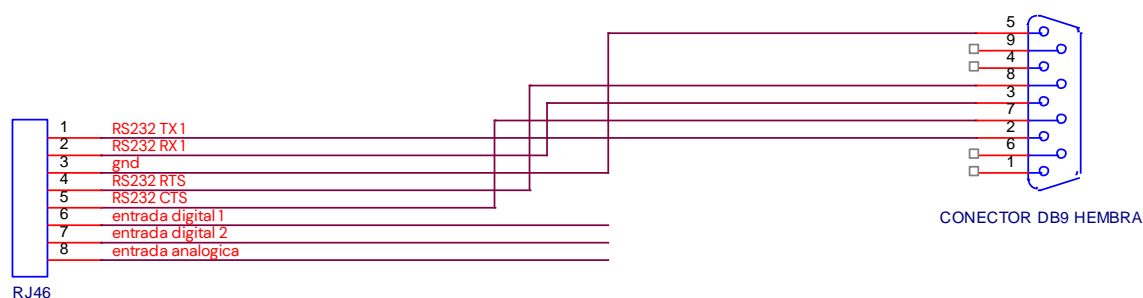 1 RS232 TX1
2 RS232 RX1
3 gnd
4 RS232 RTS
5 RS232 CTS
6 entrada digital 1
7 entrada digital 2
8 entrada analogica
RJ46
5
9
4
8
3
7
2
6
1
CONECTOR DB9 HEMBRA